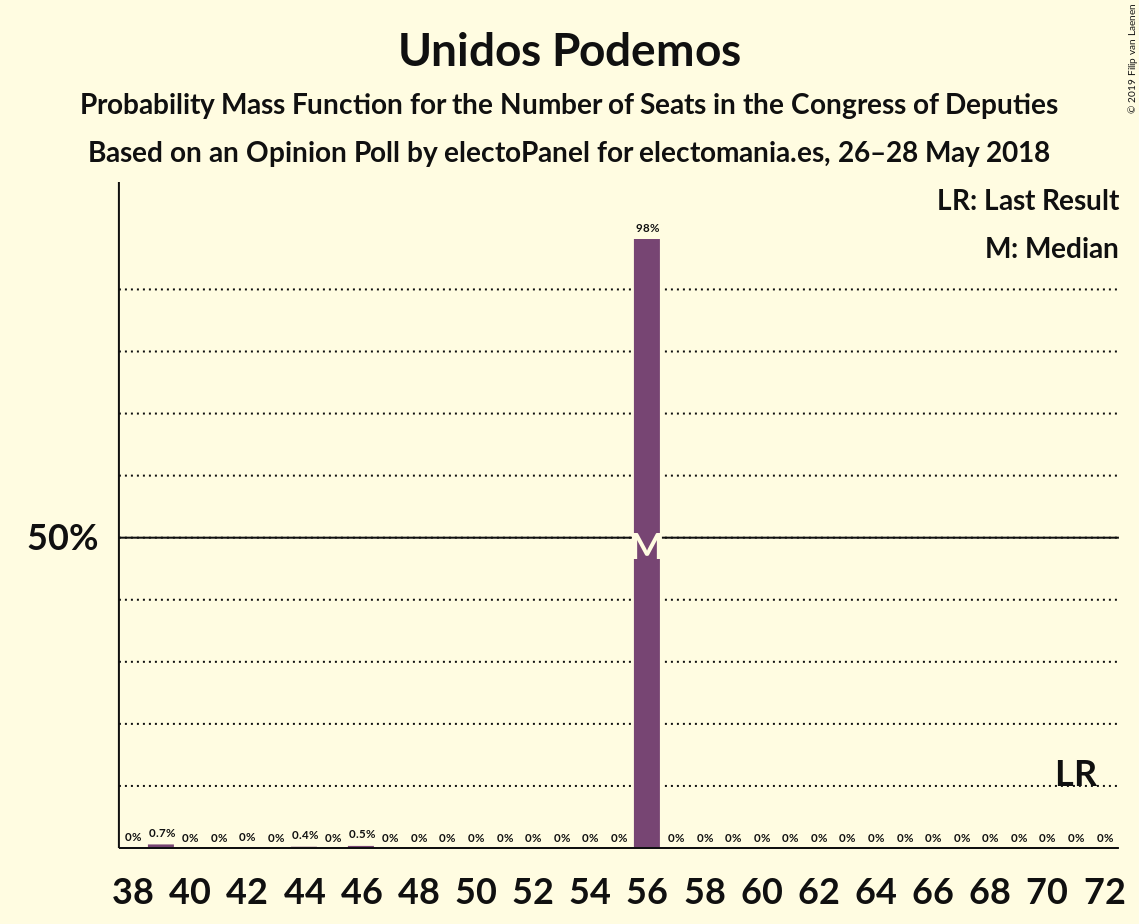 Unidos Podemos
Probability Mass Function for the Number of Seats in the Congress of Deputies
Based on an Opinion Poll by electoPanel for electomania.es, 26–28 May 2018
© 2019 Filip van Laenen
LR: Last Result
M: Median
98%
50%
M
LR
0% 0.7% 0% 0% 0% 0% 0.4% 0% 0.5% 0% 0% 0% 0% 0% 0% 0% 0% 0% 0% 0% 0% 0% 0% 0% 0% 0% 0% 0% 0% 0% 0% 0% 0% 0%
38 40 42 44 46 48 50 52 54 56 58 60 62 64 66 68 70 72